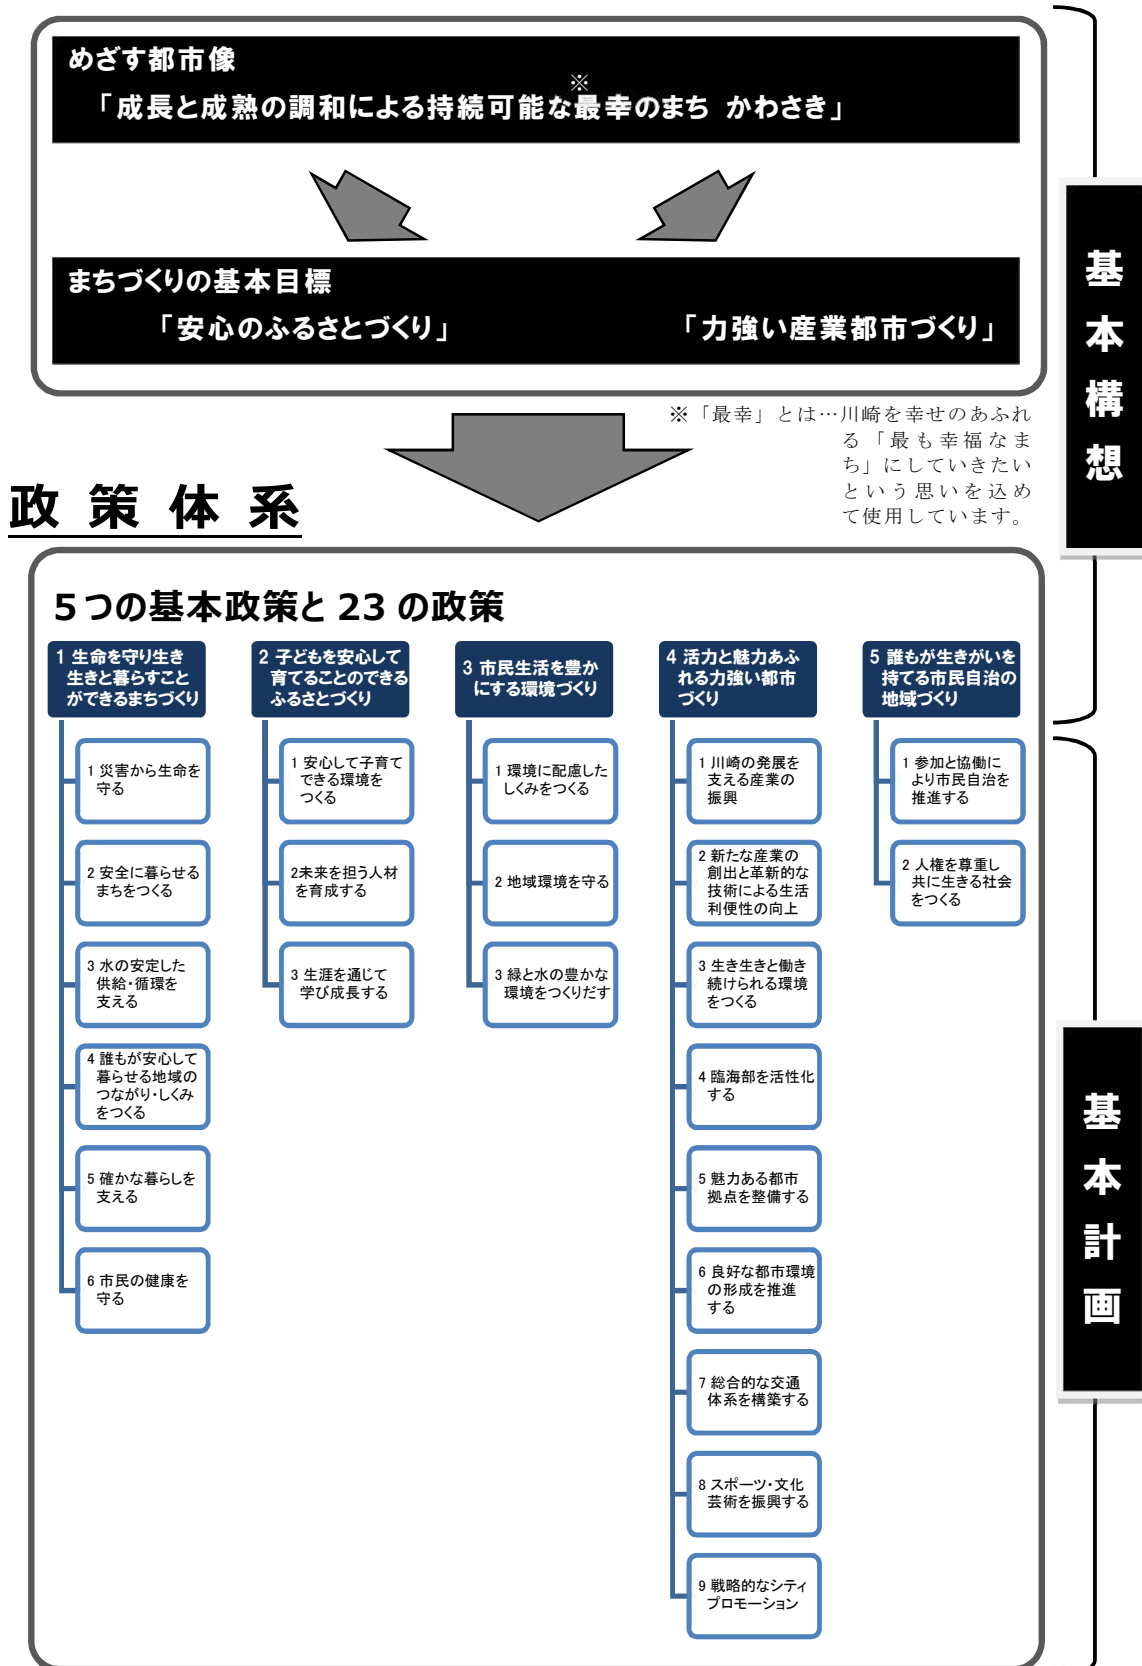 めざす都市像
※
「成長と成熟の調和による持続可能な最幸のまち かわさき」
まちづくりの基本目標
「安心のふるさとづくり」 「力強い産業都市づくり」
基本構想
※「最幸」とは…川崎を幸せのあふれ
る「最も幸福なま
ち」にしていきたい
という思いを込め
て使用しています。
政策体系
5つの基本政策と 23 の政策
1 生命を守り生き
生きと暮らすこと
ができるまちづくり
1 災害から生命を
守る
2 安全に暮らせる
まちをつくる
3 水の安定した
供給・循環を
支える
4 誰もが安心して
暮らせる地域の
つながり・しくみ
をつくる
5 確かな暮らしを
支える
6 市民の健康を
守る
2 子どもを安心して
育てることのできる
ふるさとづくり
1 安心して子育て
できる環境を
つくる
2未来を担う人材
を育成する
3 生涯を通じて
学び成長する
3 市民生活を豊か
にする環境づくり
1 環境に配慮した
しくみをつくる
2 地域環境を守る
3 緑と水の豊かな
環境をつくりだす
4 活力と魅力あふ
れる力強い都市
づくり
1 川崎の発展を
支える産業の
振興
2 新たな産業の
創出と革新的な
技術による生活
利便性の向上
3 生き生きと働き
続けられる環境
をつくる
4 臨海部を活性化
する
5 魅力ある都市
拠点を整備する
6 良好な都市環境
の形成を推進
する
7 総合的な交通
体系を構築する
8 スポーツ・文化
芸術を振興する
9 戦略的なシティ
プロモーション
5 誰もが生きがいを
持てる市民自治の
地域づくり
1 参加と協働に
より市民自治を
推進する
2 人権を尊重し
共に生きる社会
をつくる
基本計画